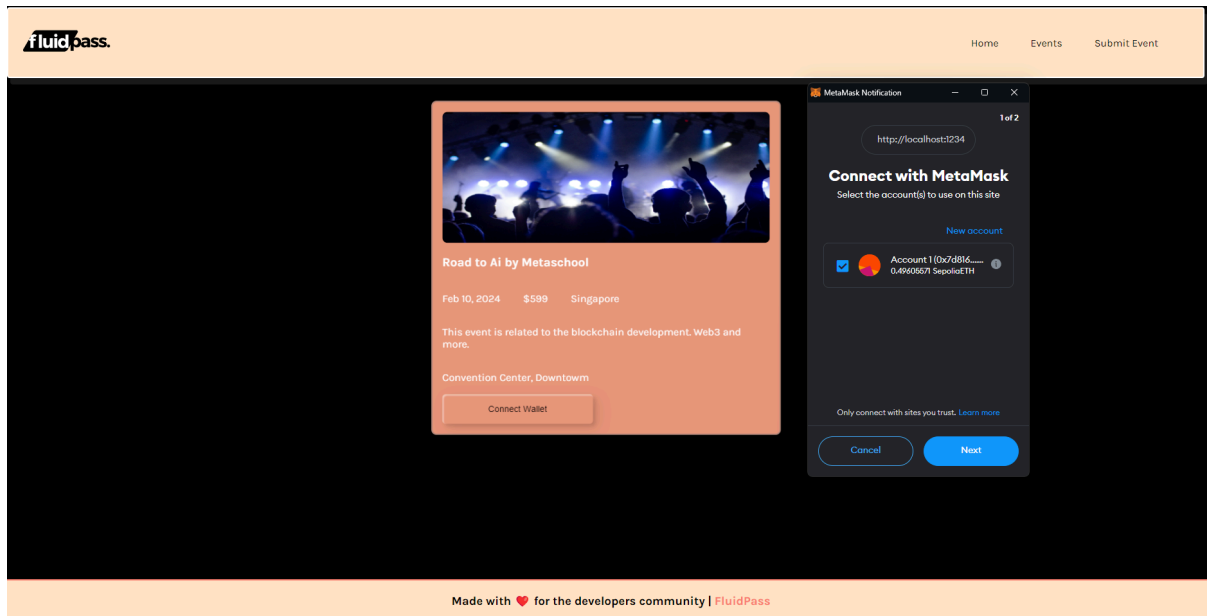 fluidpass.
Home Events Submit Event
MetaMask Notification
1 of 2
http://localhost:1234
Connect with MetaMask
Select the account(s) to use on this site
New account
Account 1 (0x7d816......
0.49605571 SepoliaETH
Only connect with sites you trust. Learn more
Cancel Next
Road to Ai by Metaschool
Feb 10, 2024 $599 Singapore
This event is related to the blockchain development. Web3 and
more.
Convention Center, Downtowm
Connect Wallet
Made with ❤️ for the developers community | FluidPass